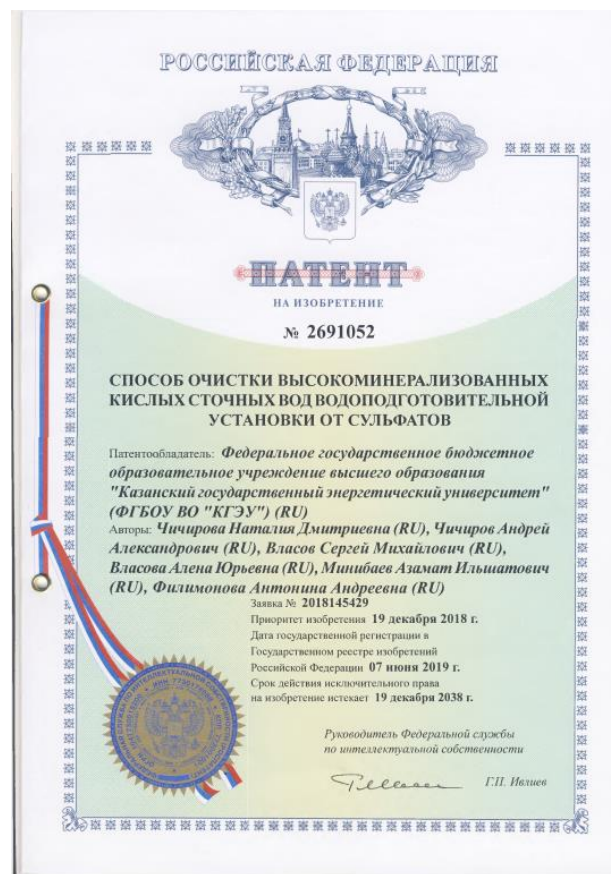 РОССИЙСКАЯ ФЕДЕРАЦИЯ
ПАТЕНТ
НА ИЗОБРЕТЕНИЕ
№ 2691052
СПОСОБ ОЧИСТКИ ВЫСОКОМИНЕРАЛИЗОВАННЫХ
КИСЛЫХ СТОЧНЫХ ВОД ВОДОПОДГОТОВИТЕЛЬНОЙ
УСТАНОВКИ ОТ СУЛЬФАТОВ
Патентообладатель: Федеральное государственное бюджетное
образовательное учреждение высшего образования
"Казанский государственный энергетический университет"
(ФГБОУ ВО "КГЭУ") (RU)
Авторы: Чичирова Наталия Дмитриевна (RU), Чичиров Андрей
Александрович (RU), Власов Сергей Михайлович (RU),
Власова Алена Юрьевна (RU), Минибаев Азамат Ильшатович
(RU), Филимонова Антонина Андреевна (RU)
Заявка № 2018145429
Приоритет изобретения 19 декабря 2018 г.
Дата государственной регистрации в
Государственном реестре изобретений
Российской Федерации 07 июня 2019 г.
Срок действия исключительного права
на изобретение истекает 19 декабря 2038 г.
Руководитель Федеральной службы
по интеллектуальной собственности
Г.П. Ивлиев